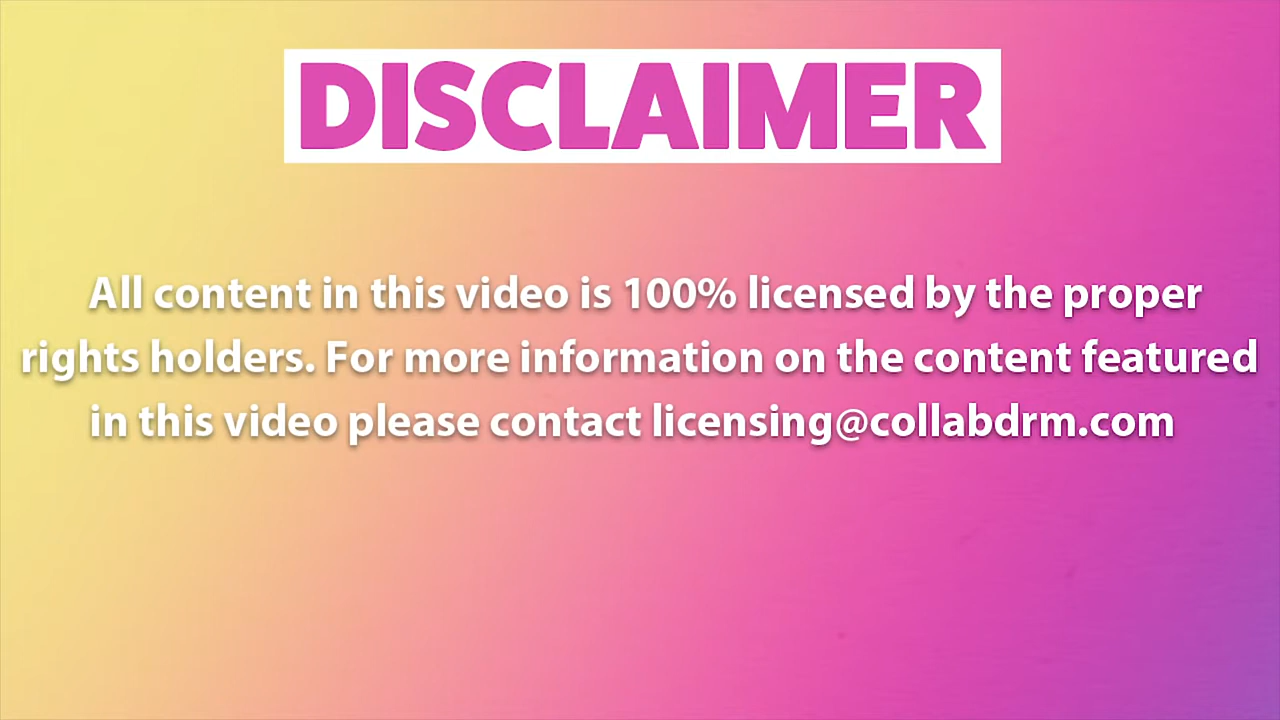 DISCLAIMER
All content in this video is 100% licensed by the proper
rights holders. For more information on the content featured
in this video please contact licensing@collabdrm.com